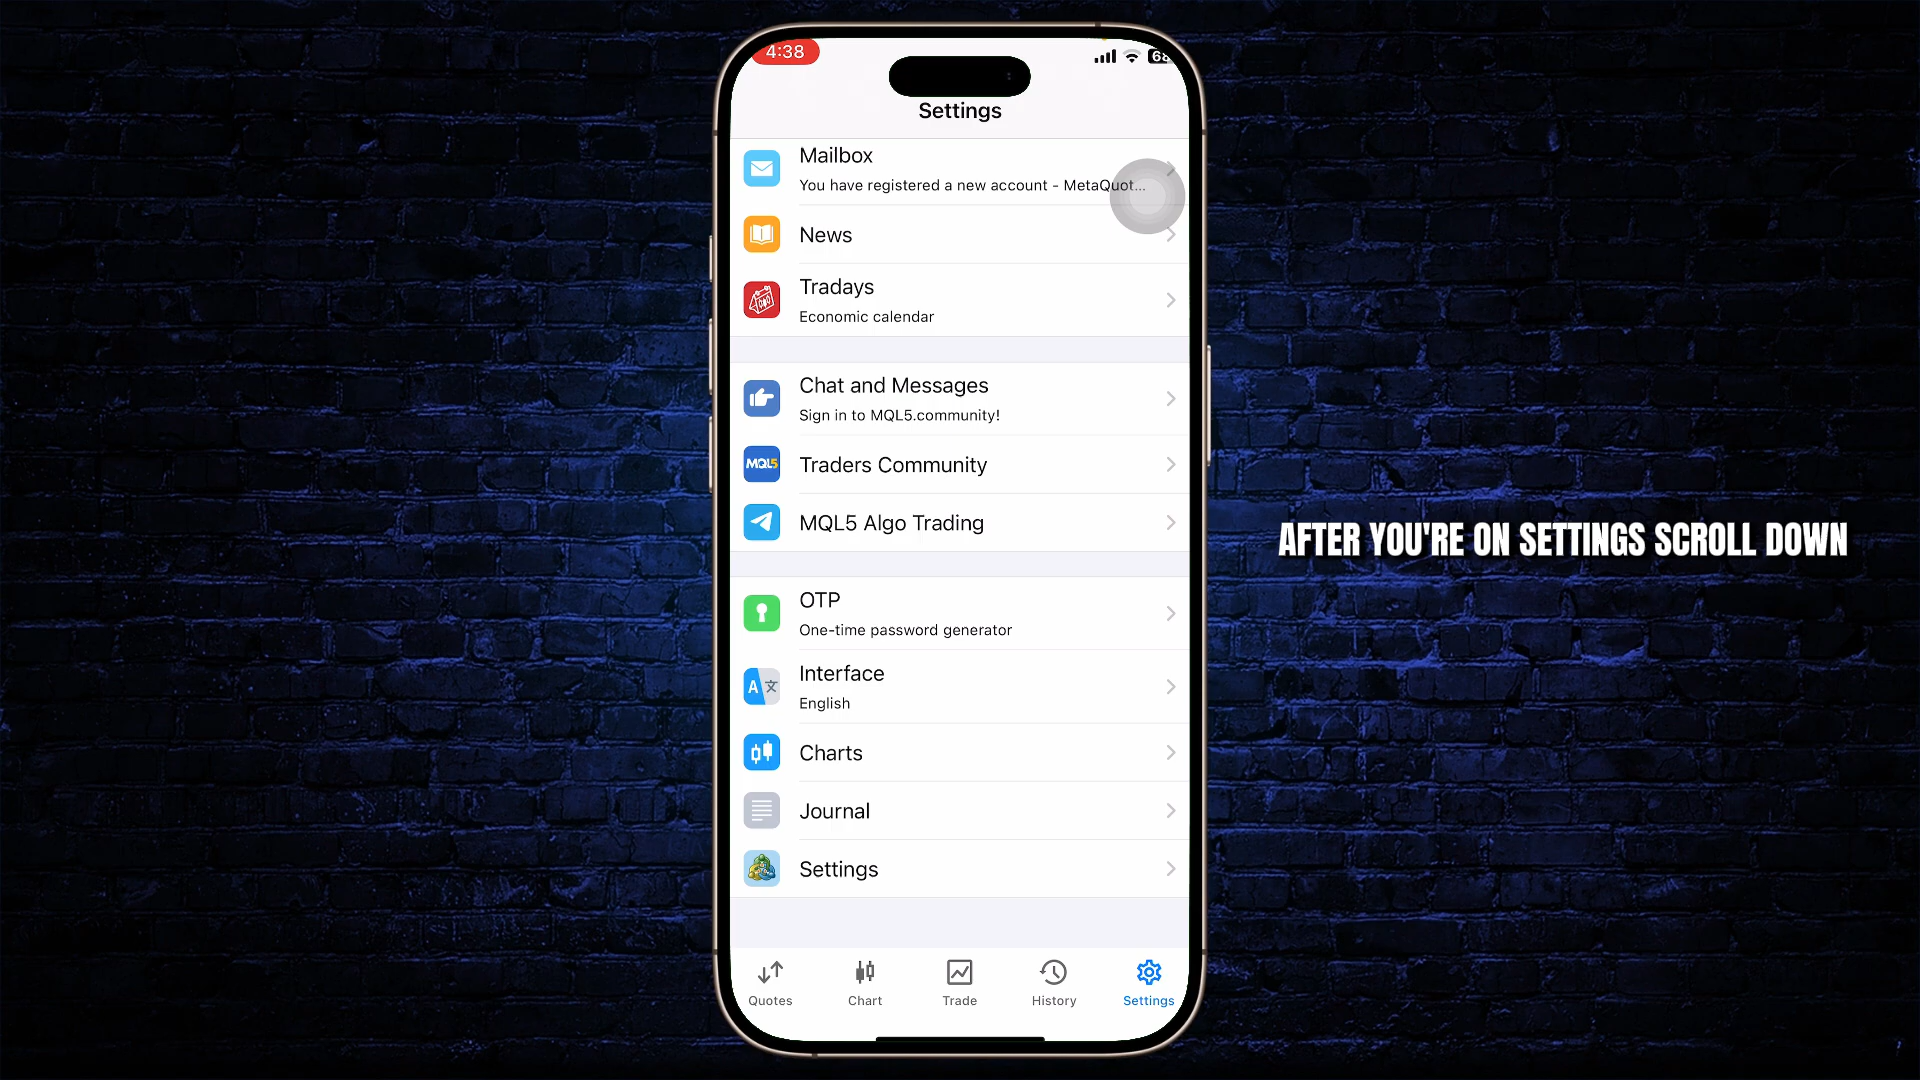 4:38
Settings
Mailbox
You have registered a new account - MetaQuot...
News
Tradays
Economic calendar
Chat and Messages
Sign in to MQL5.community!
MQL5
Traders Community
MQL5 Algo Trading
OTP
One-time password generator
A文
Interface
English
Charts
Journal
Settings
Quotes
Chart
Trade
History
Settings
AFTER YOU'RE ON SETTINGS SCROLL DOWN